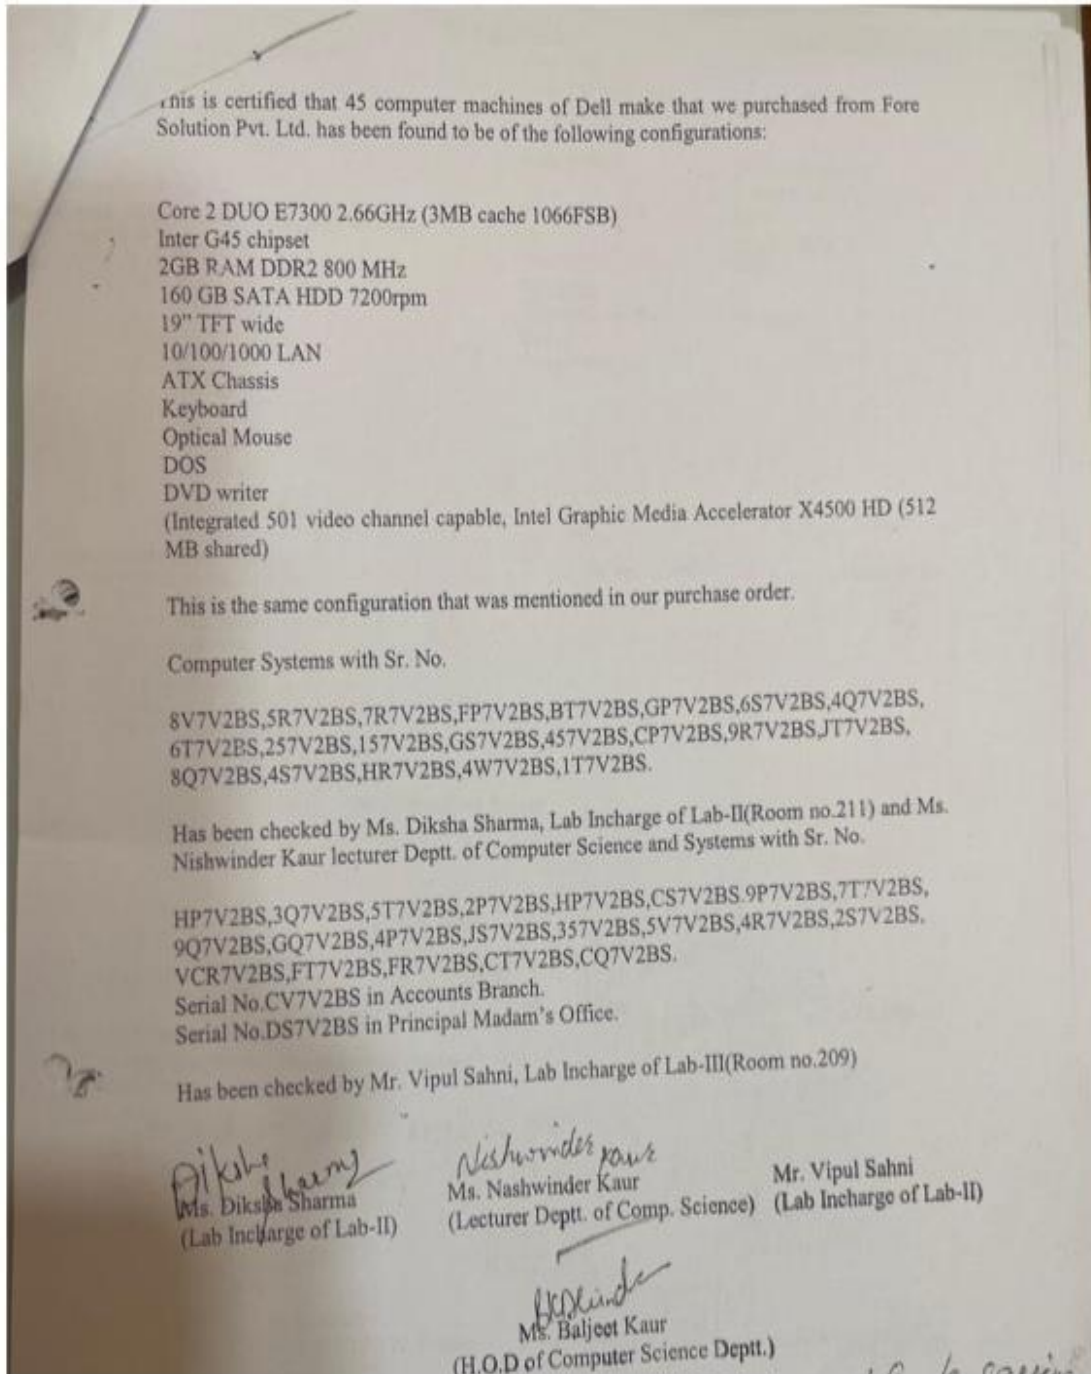 This is certified that 45 computer machines of Dell make that we purchased from Fore
Solution Pvt. Ltd. has been found to be of the following configurations:
Core 2 DUO E7300 2.66GHz (3MB cache 1066FSB)
Inter G45 chipset
2GB RAM DDR2 800 MHz
160 GB SATA HDD 7200rpm
19" TFT wide
10/100/1000 LAN
ATX Chassis
Keyboard
Optical Mouse
DOS
DVD writer
(Integrated 501 video channel capable, Intel Graphic Media Accelerator X4500 HD (512
MB shared)
This is the same configuration that was mentioned in our purchase order.
Computer Systems with Sr. No.
8V7V2BS,5R7V2BS,7R7V2BS,FP7V2BS,BT7V2BS,GP7V2BS,6S7V2BS,4Q7V2BS,
6T7V2BS,257V2BS,157V2BS,GS7V2BS,457V2BS,CP7V2BS,9R7V2BS,JT7V2BS,
8Q7V2BS,4S7V2BS,HR7V2BS,4W7V2BS,1T7V2BS.
Has been checked by Ms. Diksha Sharma, Lab Incharge of Lab-II(Room no.211) and Ms.
Nishwinder Kaur lecturer Deptt. of Computer Science and Systems with Sr. No.
HP7V2BS,3Q7V2BS,5T7V2BS,2P7V2BS,HP7V2BS,CS7V2BS.9P7V2BS,7T7V2BS,
9Q7V2BS,GQ7V2BS,4P7V2BS,JS7V2BS,357V2BS,5V7V2BS,4R7V2BS,2S7V2BS.
VCR7V2BS,FT7V2BS,FR7V2BS,CT7V2BS,CQ7V2BS.
Serial No.CV7V2BS in Accounts Branch.
Serial No.DS7V2BS in Principal Madam's Office.
Has been checked by Mr. Vipul Sahni, Lab Incharge of Lab-III(Room no.209)
Diksha Sharma
Nishwinder Kaur
Ms. Diksha Sharma
Ms. Nashwinder Kaur
Mr. Vipul Sahni
(Lab Incharge of Lab-II)
(Lecturer Deptt. of Comp. Science)
(Lab Incharge of Lab-II)
Ms. Baljeet Kaur
(H.O.D of Computer Science Deptt.)